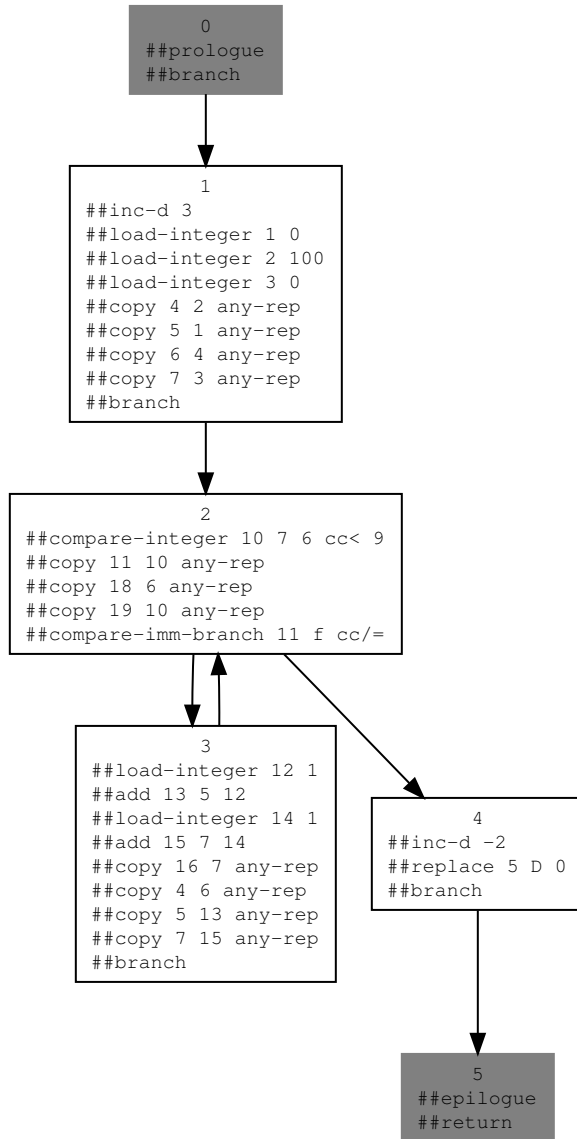 0
##prologue
##branch
1
##inc-d 3
##load-integer 1 0
##load-integer 2 100
##load-integer 3 0
##copy 4 2 any-rep
##copy 5 1 any-rep
##copy 6 4 any-rep
##copy 7 3 any-rep
##branch
2
##compare-integer 10 7 6 cc< 9
##copy 11 10 any-rep
##copy 18 6 any-rep
##copy 19 10 any-rep
##compare-imm-branch 11 f cc/=
3
##load-integer 12 1
##add 13 5 12
##load-integer 14 1
##add 15 7 14
##copy 16 7 any-rep
##copy 4 6 any-rep
##copy 5 13 any-rep
##copy 7 15 any-rep
##branch
4
##inc-d -2
##replace 5 D 0
##branch
5
##epilogue
##return